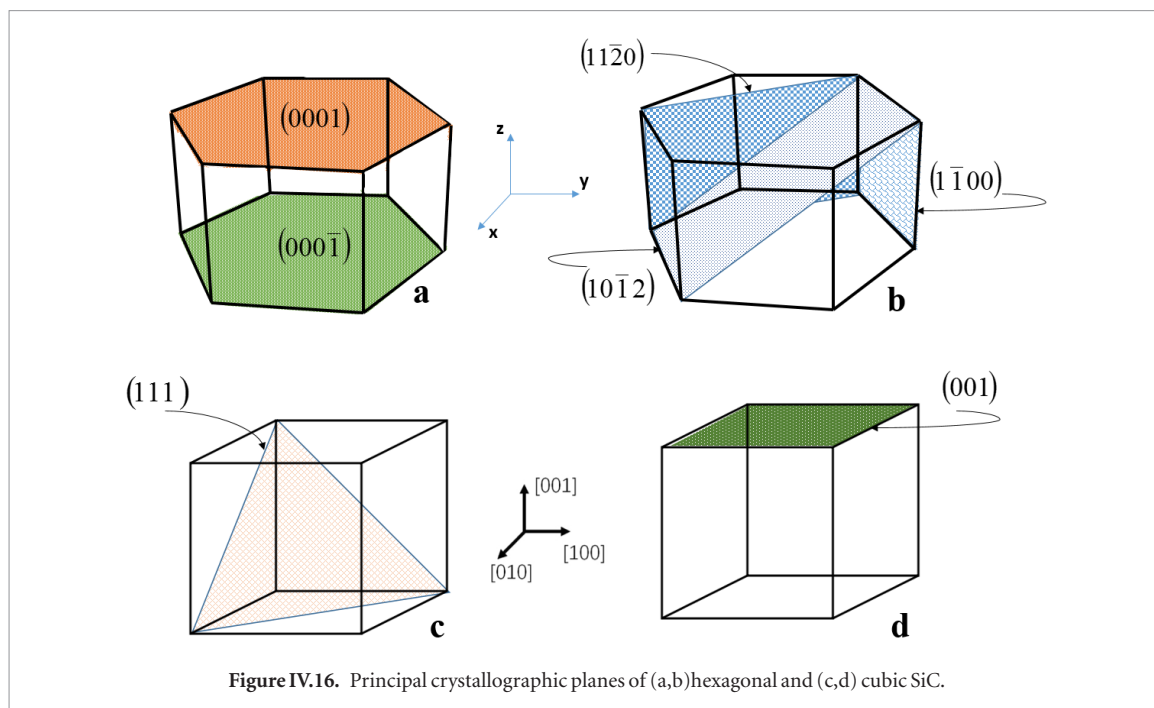 (0001)
(0001̅)
z
y
x
a
(112̅0)
(11̅00)
(101̅2)
b
(111)
c
[001]
[100]
[010]
(001)
d
Figure IV.16. Principal crystallographic planes of (a,b)hexagonal and (c,d) cubic SiC.